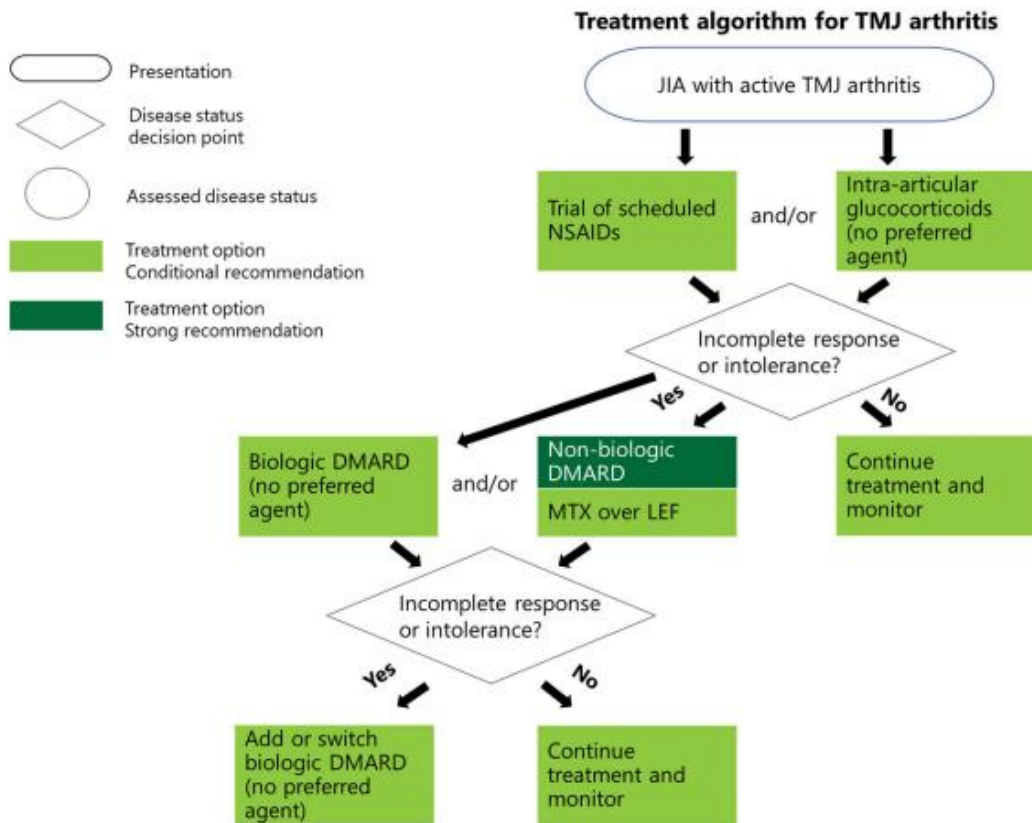 Treatment algorithm for TMJ arthritis
Presentation
Disease status
decision point
Assessed disease status
Treatment option
Conditional recommendation
Treatment option
Strong recommendation
JIA with active TMJ arthritis
Trial of scheduled
NSAIDs
and/or
Intra-articular
glucocorticoids
(no preferred
agent)
Incomplete response
or intolerance?
Yes
No
Biologic DMARD
(no preferred
agent)
and/or
Non-biologic
DMARD
MTX over LEF
Continue
treatment and
monitor
Incomplete response
or intolerance?
Yes
No
Add or switch
biologic DMARD
(no preferred
agent)
Continue
treatment and
monitor